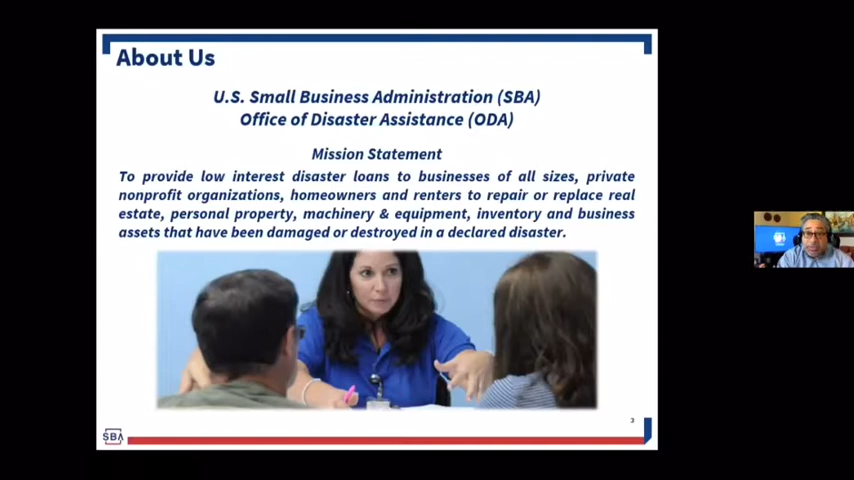 About Us
U.S. Small Business Administration (SBA)
Office of Disaster Assistance (ODA)
Mission Statement
To provide low interest disaster loans to businesses of all sizes, private
nonprofit organizations, homeowners and renters to repair or replace real
estate, personal property, machinery & equipment, inventory and business
assets that have been damaged or destroyed in a declared disaster.
3
SBA